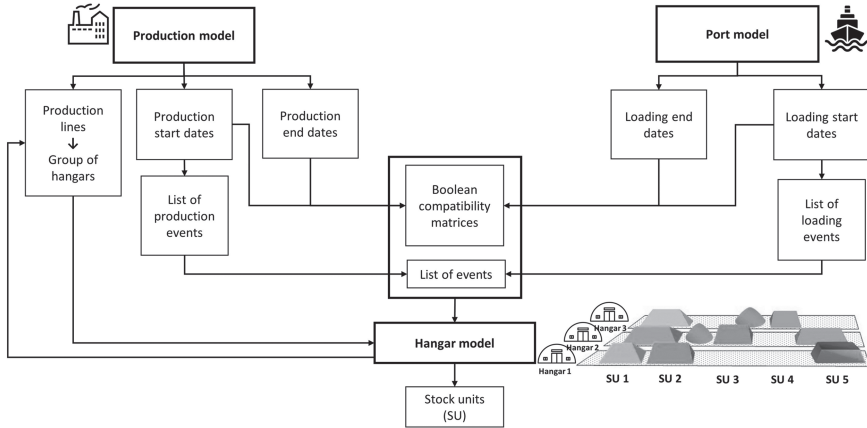 Production model
Port model
Production
lines
↓
Group of
hangars
Production
start dates
Production
end dates
Loading end
dates
Loading start
dates
List of
production
events
Boolean
compatibility
matrices
List of
loading
events
List of events
Hangar model
Hangar 3
Hangar 2
Hangar 1
SU 1
SU 2
SU 3
SU 4
SU 5
Stock units
(SU)